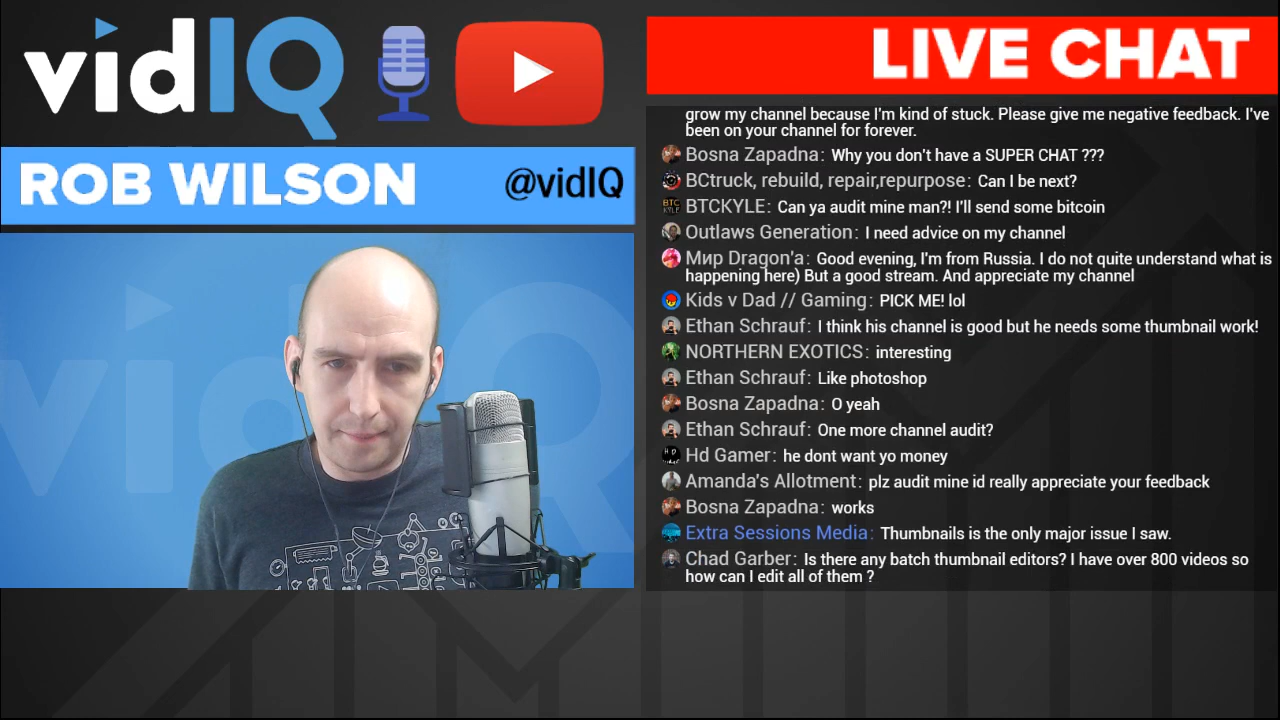 vidIQ
LIVE CHAT
ROB WILSON
@vidIQ
grow my channel because I'm kind of stuck. Please give me negative feedback. I've
been on your channel for forever.
Bosna Zapadna: Why you don't have a SUPER CHAT ???
BCtruck, rebuild, repair,repurpose: Can I be next?
BTCKYLE: Can ya audit mine man?! I'll send some bitcoin
Outlaws Generation: I need advice on my channel
Мир Dragon'a: Good evening, I'm from Russia. I do not quite understand what is
happening here) But a good stream. And appreciate my channel
Kids v Dad // Gaming: PICK ME! lol
Ethan Schrauf: I think his channel is good but he needs some thumbnail work!
NORTHERN EXOTICS: interesting
Ethan Schrauf: Like photoshop
Bosna Zapadna: O yeah
Ethan Schrauf: One more channel audit?
Hd Gamer: he dont want yo money
Amanda's Allotment: plz audit mine id really appreciate your feedback
Bosna Zapadna: works
Extra Sessions Media: Thumbnails is the only major issue I saw.
Chad Garber: Is there any batch thumbnail editors? I have over 800 videos so
how can I edit all of them ?